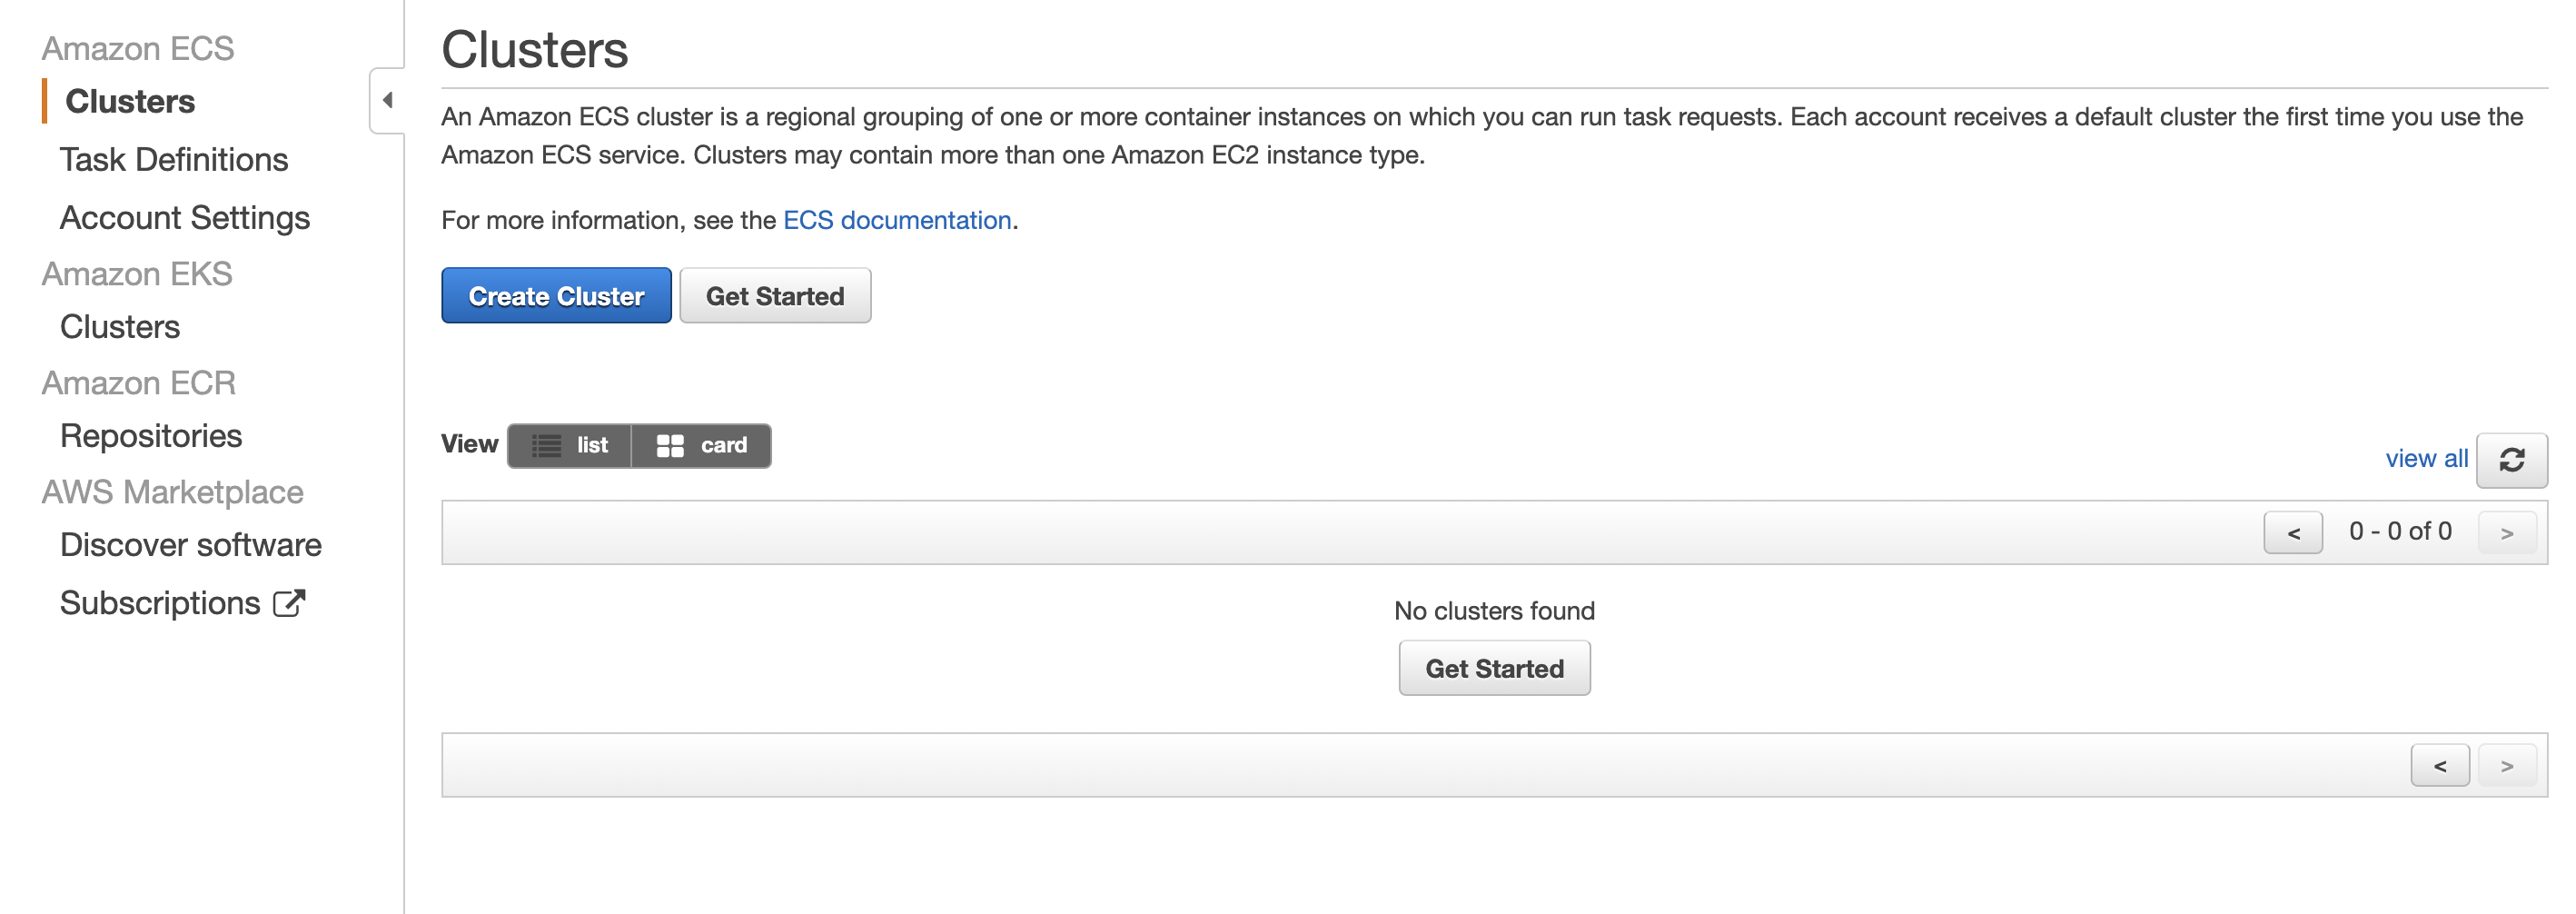 Amazon ECS
Clusters
Task Definitions
Account Settings
Amazon EKS
Clusters
Amazon ECR
Repositories
AWS Marketplace
Discover software
Subscriptions
Clusters
An Amazon ECS cluster is a regional grouping of one or more container instances on which you can run task requests. Each account receives a default cluster the first time you use the
Amazon ECS service. Clusters may contain more than one Amazon EC2 instance type.
For more information, see the ECS documentation.
Create Cluster Get Started
View list card view all
< 0 - 0 of 0 >
No clusters found
Get Started
< >